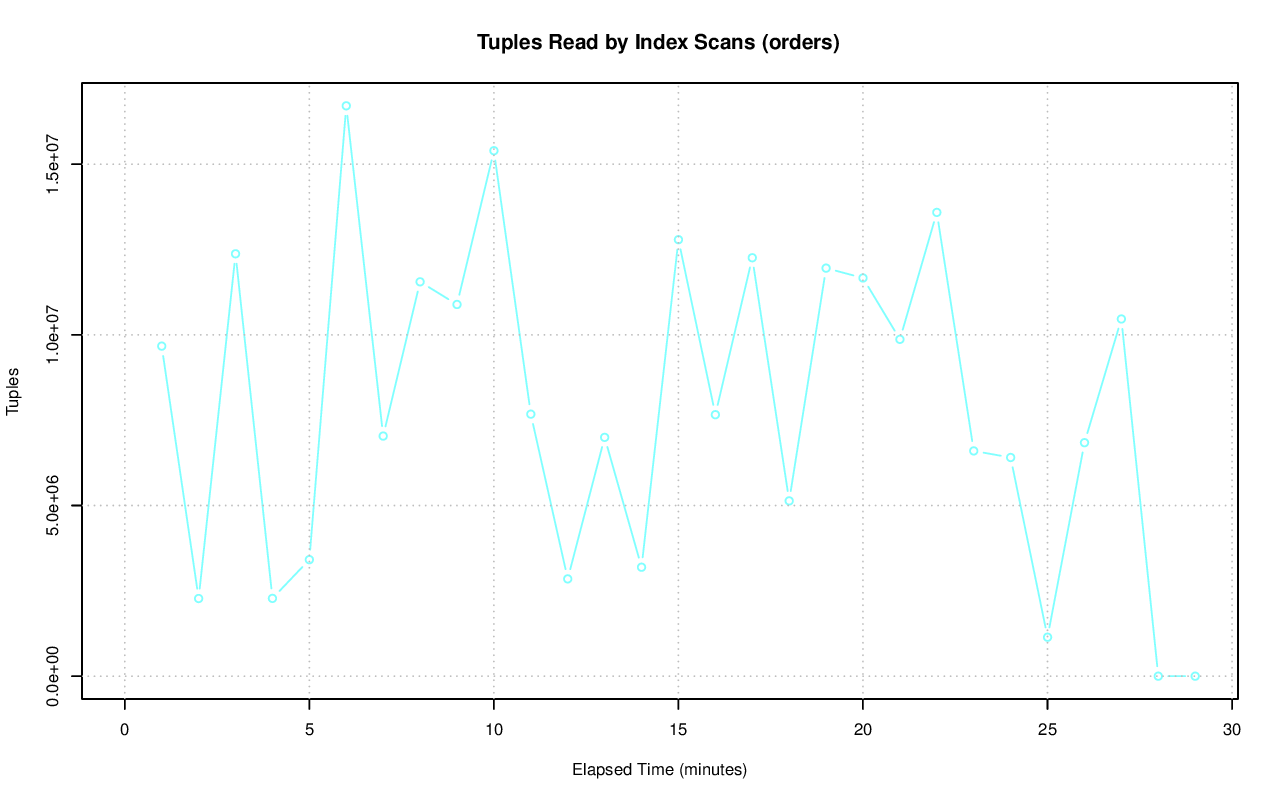 Tuples Read by Index Scans (orders)
Tuples
1.5e+07
1.0e+07
5.0e+06
0.0e+00
0 5 10 15 20 25 30
Elapsed Time (minutes)